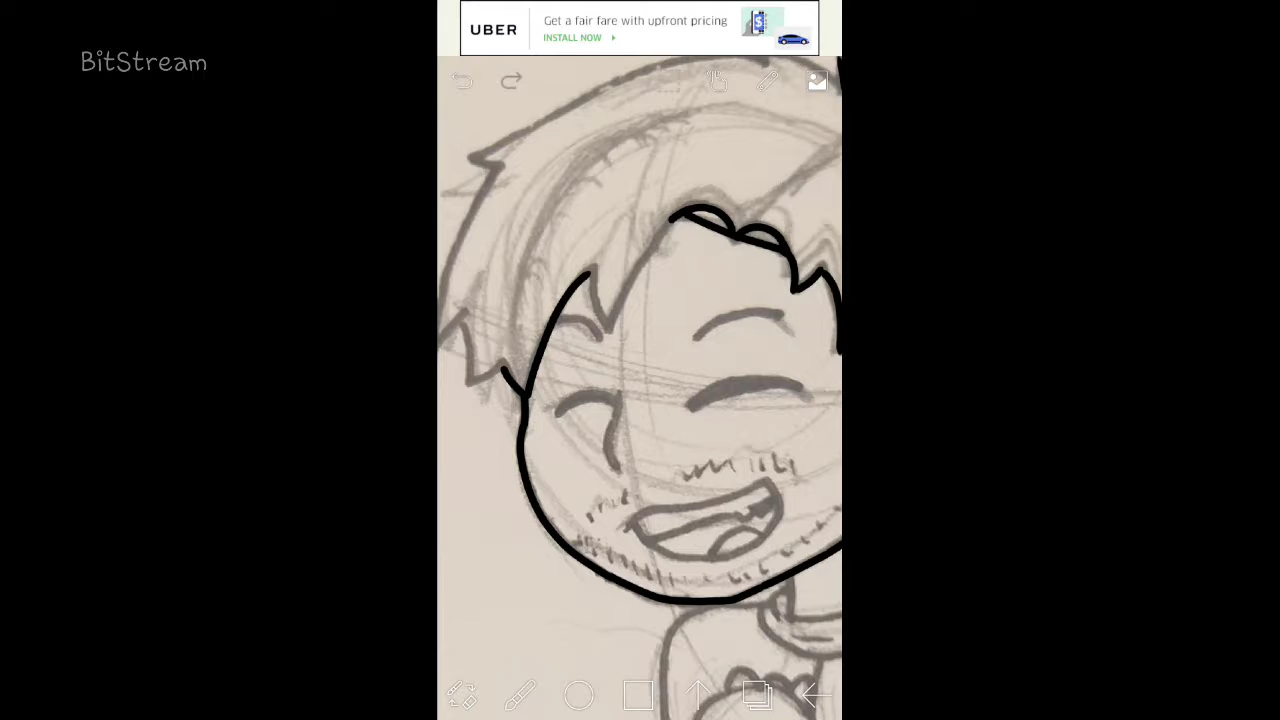 BitStream
UBER
Get a fair fare with upfront pricing
INSTALL NOW
$